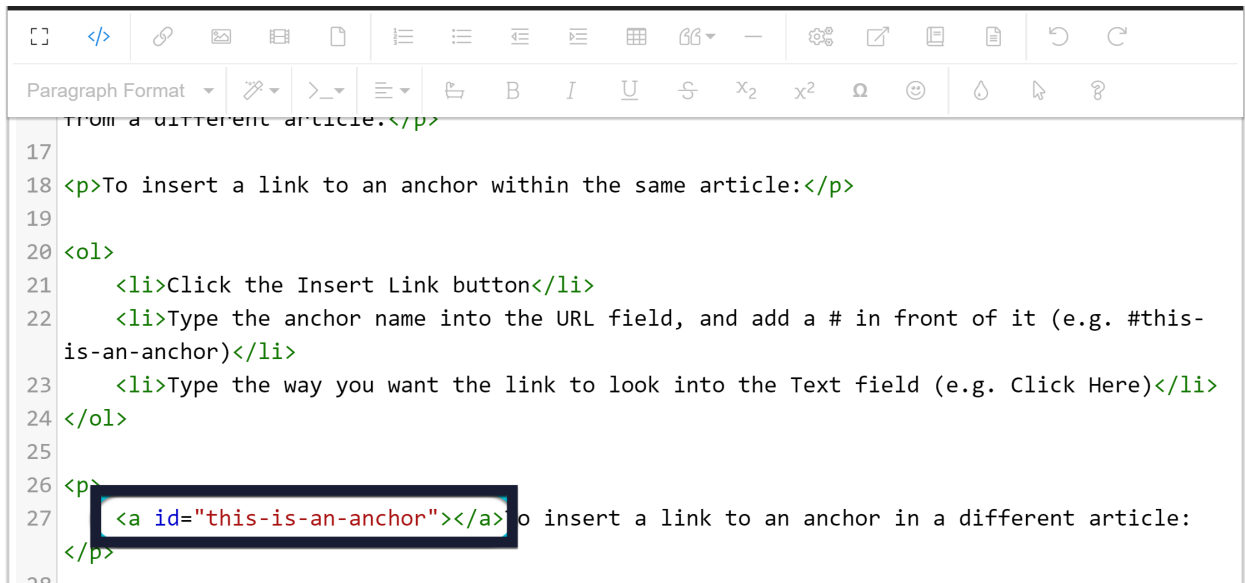 </>
B I U S X2 x2 Ω
Paragraph Format
from a different article.</p>
17
18 <p>To insert a link to an anchor within the same article:</p>
19
20 <ol>
21 <li>Click the Insert Link button</li>
22 <li>Type the anchor name into the URL field, and add a # in front of it (e.g. #this-
is-an-anchor)</li>
23 <li>Type the way you want the link to look into the Text field (e.g. Click Here)</li>
24 </ol>
25
26 <p>
27 <a id="this-is-an-anchor"></a>To insert a link to an anchor in a different article:
</p>
28